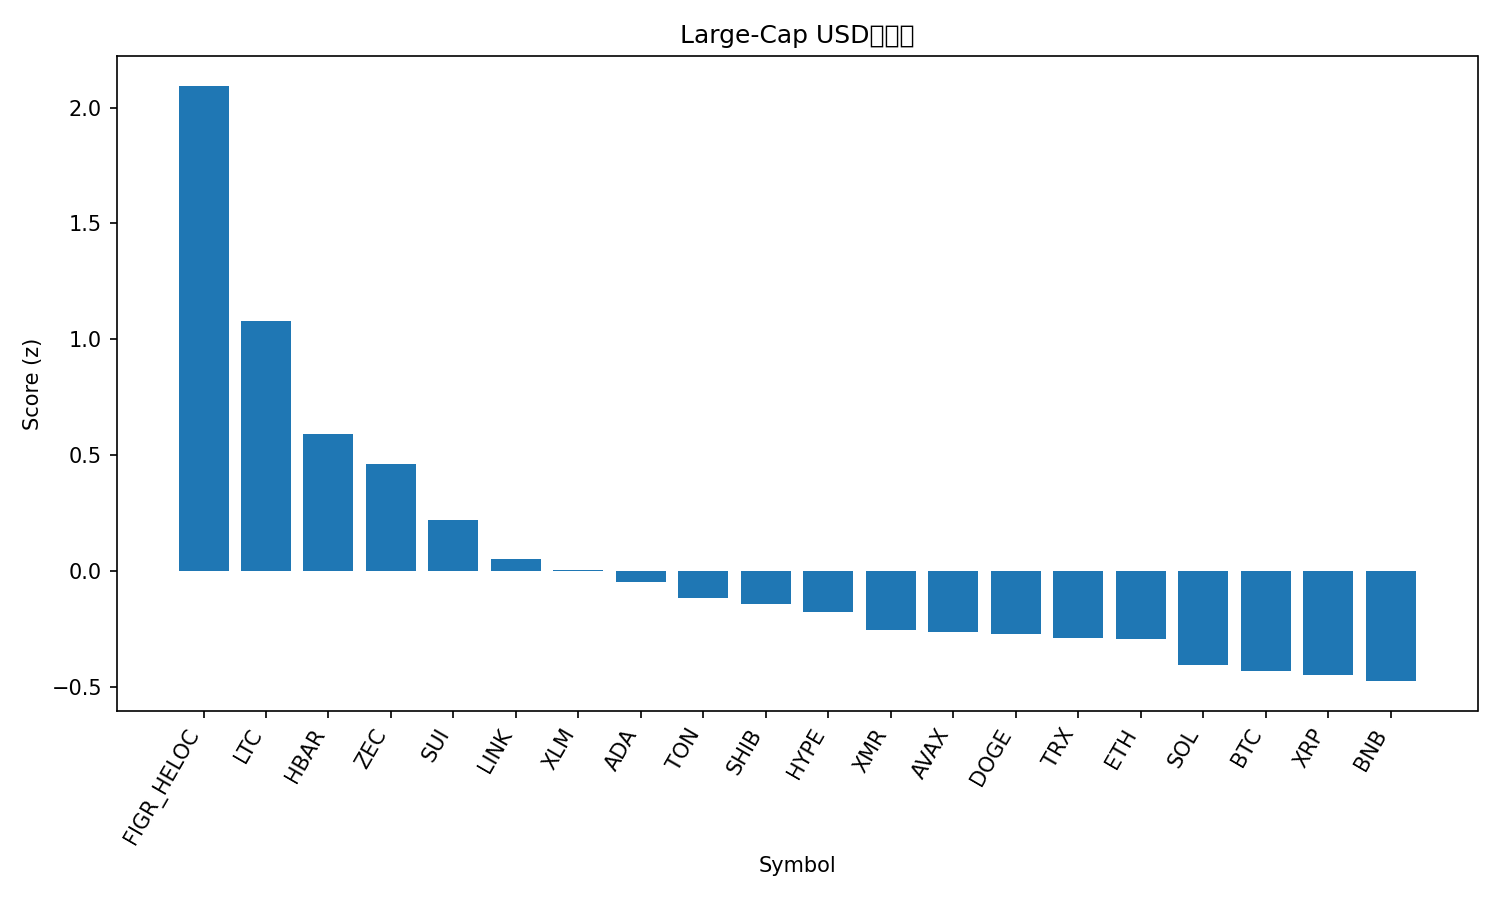 Large-Cap USD
2.0
1.5
1.0
0.5
0.0
−0.5
Score (z)
FIGR_HELOC
LTC
HBAR
ZEC
SUI
LINK
XLM
ADA
TON
SHIB
HYPE
XMR
AVAX
DOGE
TRX
ETH
SOL
BTC
XRP
BNB
Symbol